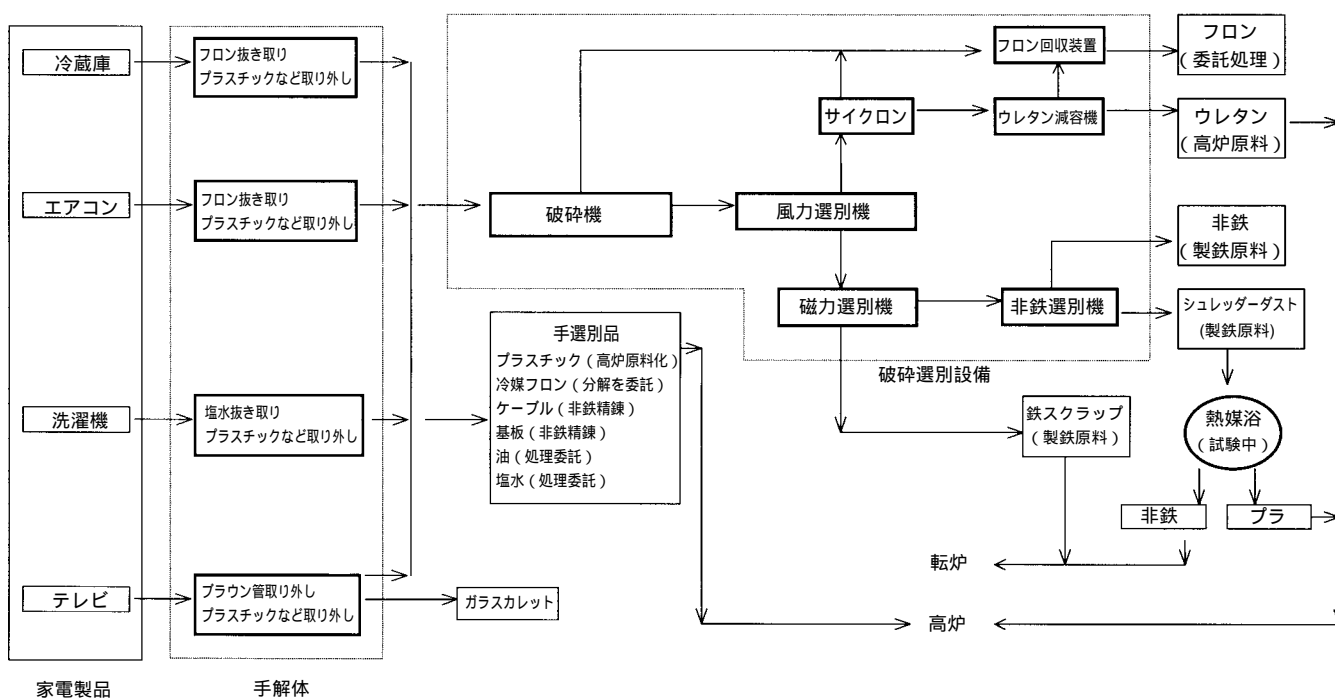 冷蔵庫
エアコン
洗濯機
テレビ
家電製品
フロン抜き取り
プラスチックなど取り外し
フロン抜き取り
プラスチックなど取り外し
塩水抜き取り
プラスチックなど取り外し
ブラウン管取り外し
プラスチックなど取り外し
手解体
破砕機
風力選別機
サイクロン
フロン回収装置
ウレタン減容機
磁力選別機
非鉄選別機
破砕選別設備
手選別品
プラスチック(高炉原料化)
冷媒フロン(分解を委託)
ケーブル(非鉄精錬)
基板(非鉄精錬)
油(処理委託)
塩水(処理委託)
ガラスカレット
フロン
(委託処理)
ウレタン
(高炉原料)
非鉄
(製鉄原料)
シュレッダーダスト
(製鉄原料)
鉄スクラップ
(製鉄原料)
熱媒浴
(試験中)
非鉄
プラ
転炉
高炉